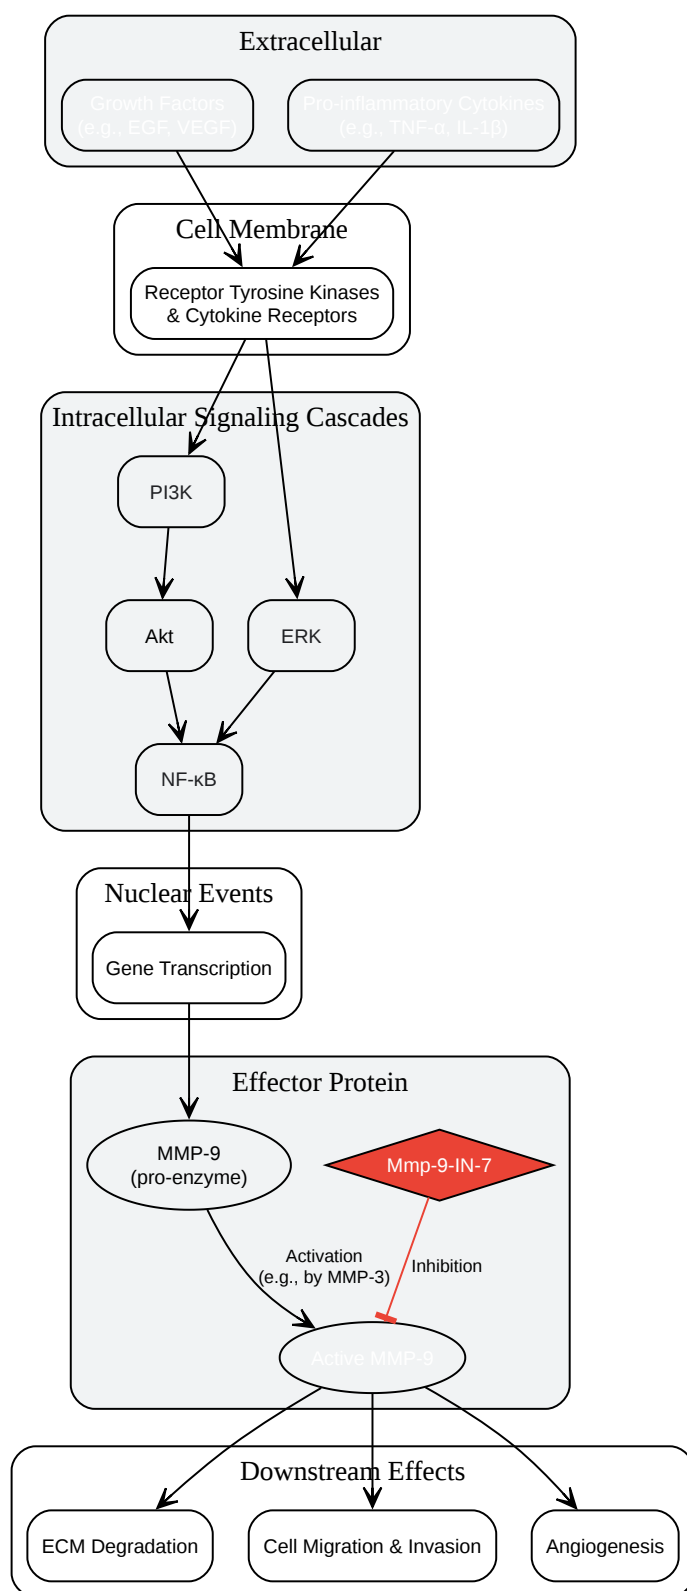 Extracellular
Growth Factors
(e.g., EGF, VEGF)
Pro-inflammatory Cytokines
(e.g., TNF-α, IL-1β)
Cell Membrane
Receptor Tyrosine Kinases
& Cytokine Receptors
Intracellular Signaling Cascades
PI3K
Akt
ERK
NF-κB
Nuclear Events
Gene Transcription
Effector Protein
MMP-9
(pro-enzyme)
Mmp-9-IN-7
Activation
(e.g., by MMP-3)
Inhibition
Active MMP-9
Downstream Effects
ECM Degradation
Cell Migration & Invasion
Angiogenesis